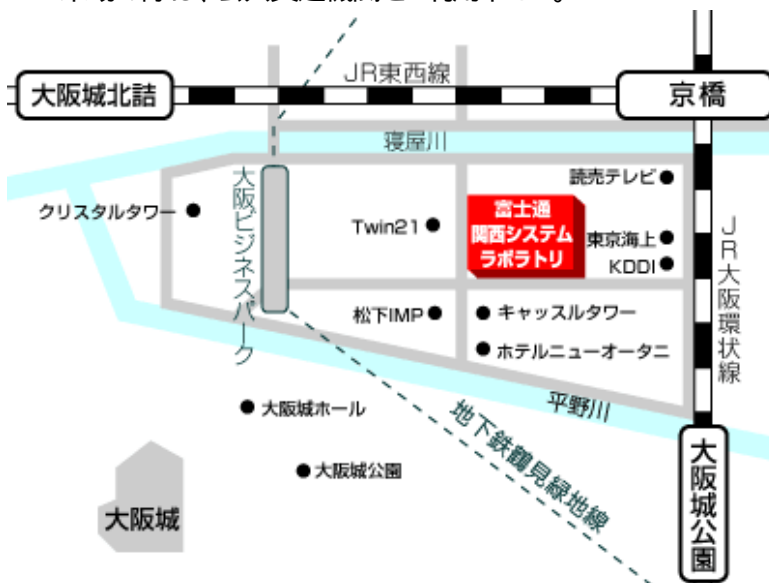 JR東西線
大阪城北詰
京橋
寝屋川
読売テレビ
クリスタルタワー
大阪ビジネスパーク
Twin21
富士通
関西システム
ラボラトリ
東京海上
KDDI
JR大阪環状線
松下IMP
キャッスルタワー
ホテルニューオータニ
平野川
大阪城ホール
地下鉄鶴見緑地線
大阪城公園
大阪城
大阪城公園